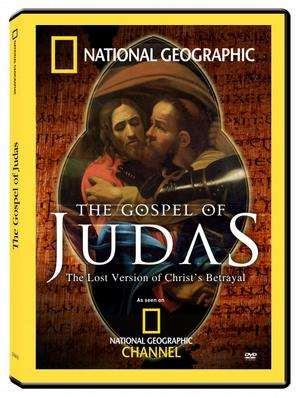 NATIONAL GEOGRAPHIC
THE GOSPEL OF
JUDAS
The Lost Version of Christ's Betrayal
As seen on
NATIONAL GEOGRAPHIC
CHANNEL
DVD
The Gospel of Judas